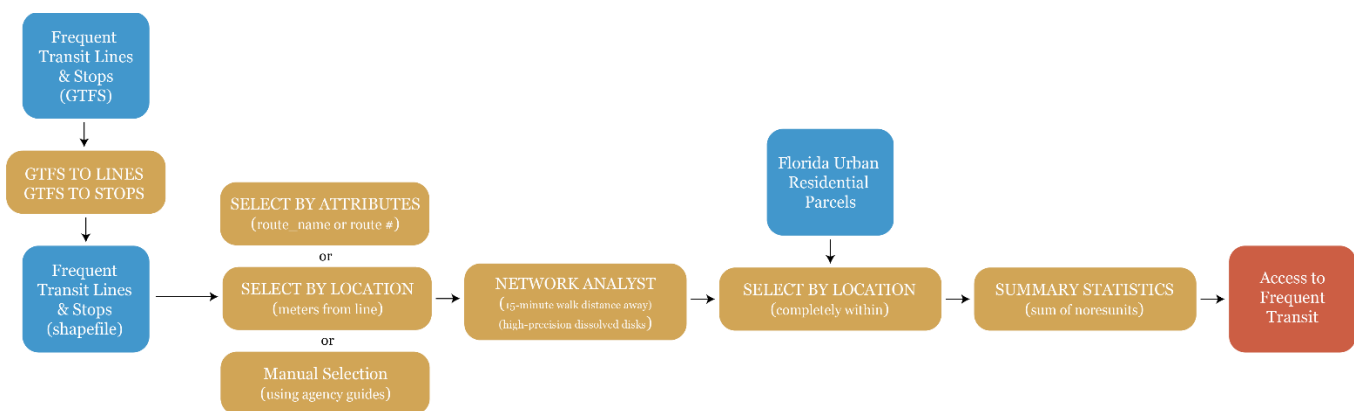 Frequent
Transit Lines
& Stops
(GTFS)
GTFS TO LINES
GTFS TO STOPS
Frequent
Transit Lines
& Stops
(shapefile)
SELECT BY ATTRIBUTES
(route_name or route #)
or
SELECT BY LOCATION
(meters from line)
or
Manual Selection
(using agency guides)
NETWORK ANALYST
(15-minute walk distance away)
(high-precision dissolved disks)
Florida Urban
Residential
Parcels
SELECT BY LOCATION
(completely within)
SUMMARY STATISTICS
(sum of noresunits)
Access to
Frequent
Transit